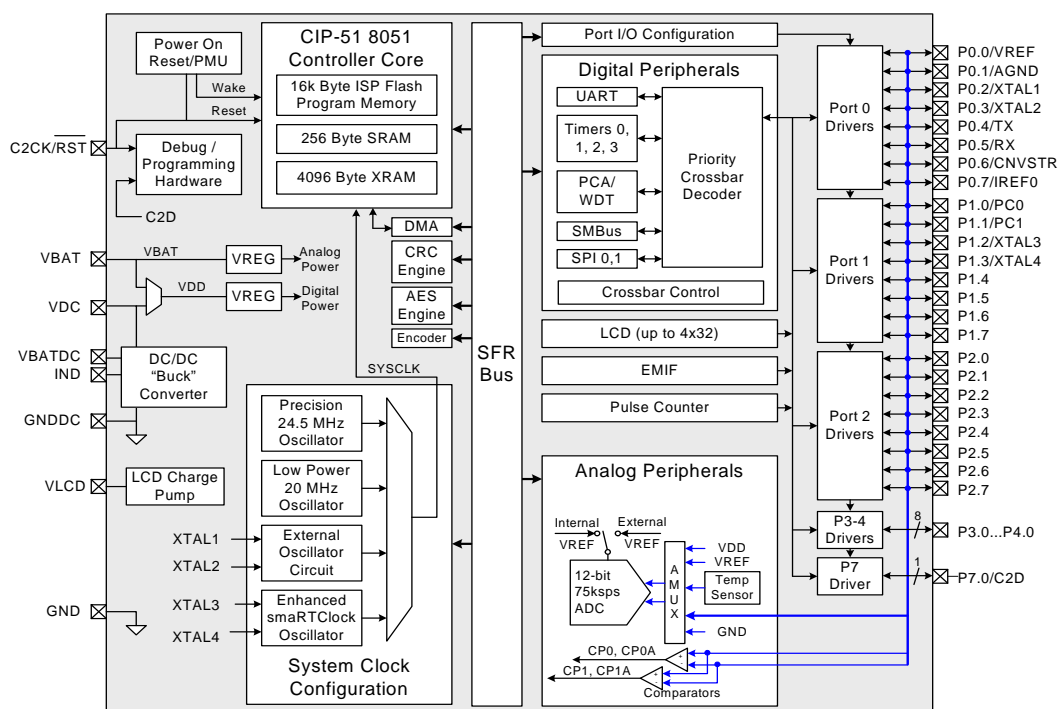 Power On
Reset/PMU
Wake
Reset
C2CK/RST
Debug /
Programming
Hardware
C2D
VBAT
VBAT
VREG
Analog
Power
VDD
VREG
Digital
Power
VDC
VBATDC
IND
DC/DC
“Buck”
Converter
GNDDC
VLCD
LCD Charge
Pump
XTAL1
XTAL2
XTAL3
XTAL4
GND
CIP-51 8051
Controller Core
16k Byte ISP Flash
Program Memory
256 Byte SRAM
4096 Byte XRAM
DMA
CRC
Engine
AES
Engine
Encoder
SYSCLK
Precision
24.5 MHz
Oscillator
Low Power
20 MHz
Oscillator
External
Oscillator
Circuit
Enhanced
smaRTClock
Oscillator
System Clock
Configuration
SFR
Bus
Port I/O Configuration
Digital Peripherals
UART
Timers 0,
1, 2, 3
PCA/
WDT
SMBus
SPI 0,1
Priority
Crossbar
Decoder
Crossbar Control
LCD (up to 4x32)
EMIF
Pulse Counter
Analog Peripherals
Internal
VREF
External
VREF
12-bit
75ksps
ADC
A
M
U
X
VDD
VREF
Temp
Sensor
GND
CP0, CP0A
+
-
CP1, CP1A
+
-
Comparators
Port 0
Drivers
Port 1
Drivers
Port 2
Drivers
P3-4
Drivers
P7
Driver
8
1
P0.0/VREF
P0.1/AGND
P0.2/XTAL1
P0.3/XTAL2
P0.4/TX
P0.5/RX
P0.6/CNVSTR
P0.7/IREF0
P1.0/PC0
P1.1/PC1
P1.2/XTAL3
P1.3/XTAL4
P1.4
P1.5
P1.6
P1.7
P2.0
P2.1
P2.2
P2.3
P2.4
P2.5
P2.6
P2.7
P3.0...P4.0
P7.0/C2D